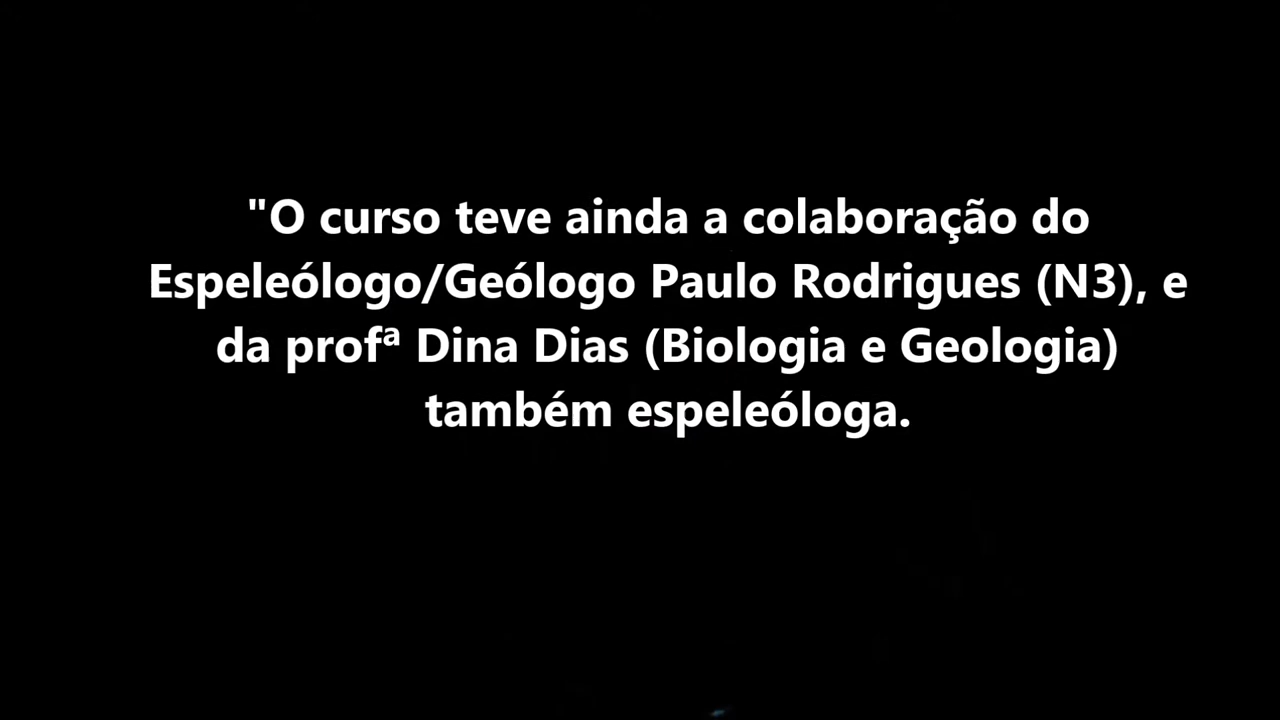 "O curso teve ainda a colaboração do
Espeleólogo/Geólogo Paulo Rodrigues (N3), e
da profª Dina Dias (Biologia e Geologia)
também espeleóloga.